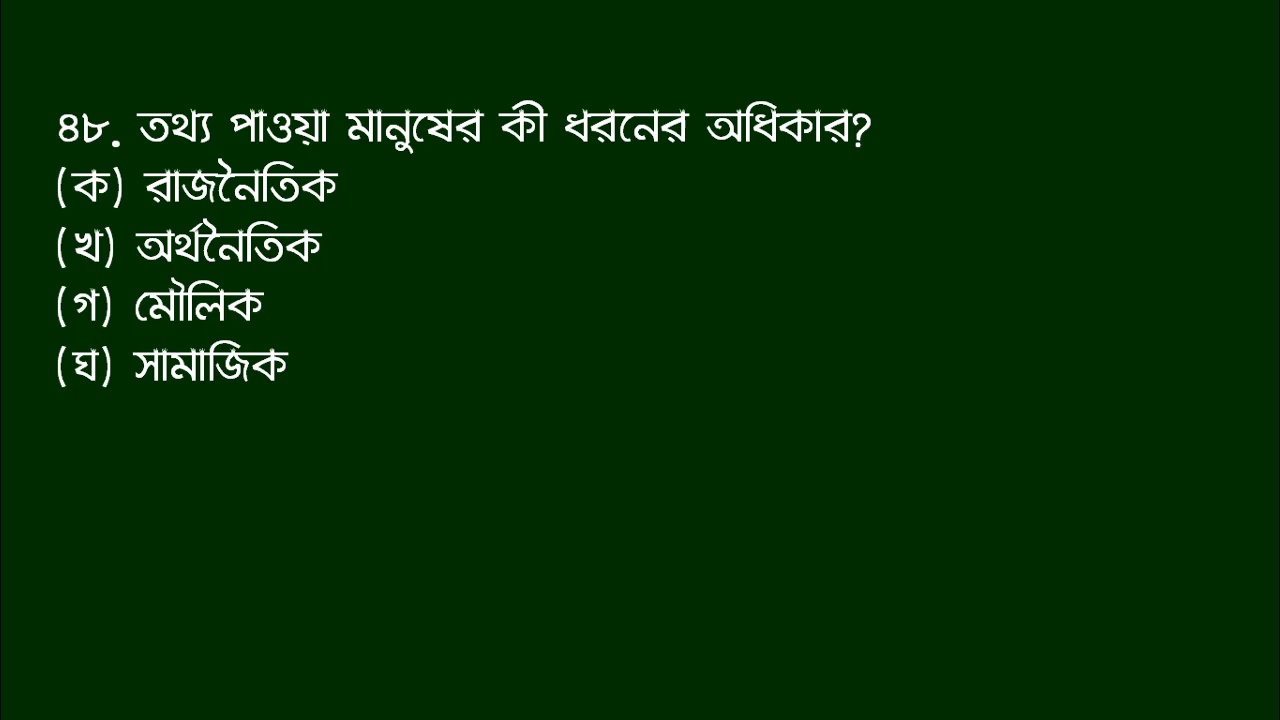 ৪৮. তথ্য পাওয়া মানুষের কী ধরনের অধিকার?
(ক) রাজনৈতিক
(খ) অর্থনৈতিক
(গ) মৌলিক
(ঘ) সামাজিক